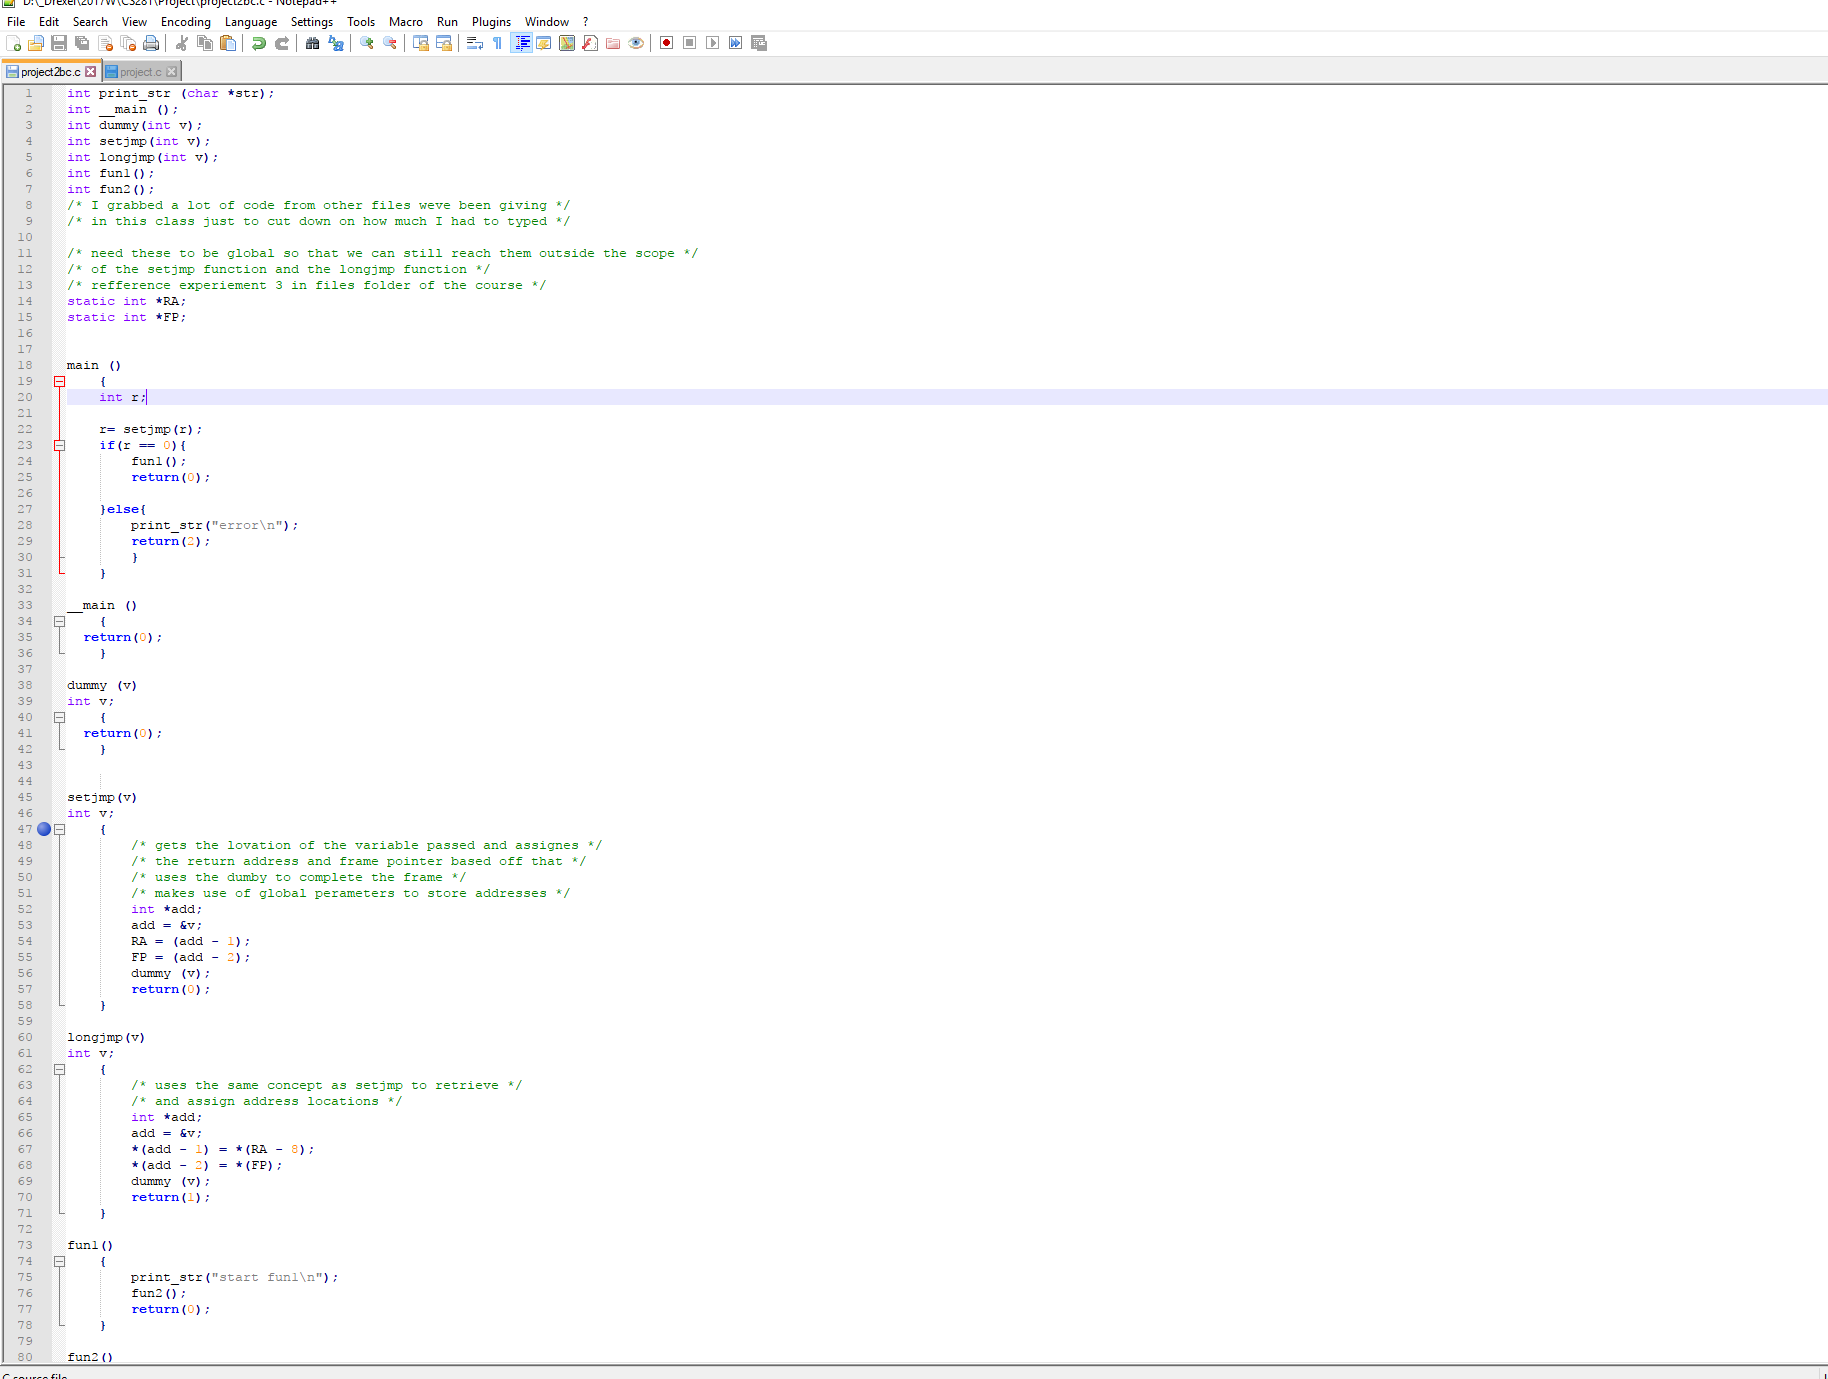 D:\_Drexel\2017W\CS281\Project\project2bc.c - Notepad++
File Edit Search View Encoding Language Settings Tools Macro Run Plugins Window ?
project2bc.c project.c
1 int print_str (char *str);
2 int __main ();
3 int dummy(int v);
4 int setjmp(int v);
5 int longjmp(int v);
6 int fun1();
7 int fun2();
8 /* I grabbed a lot of code from other files weve been giving */
9 /* in this class just to cut down on how much I had to typed */
10
11 /* need these to be global so that we can still reach them outside the scope */
12 /* of the setjmp function and the longjmp function */
13 /* refference experiement 3 in files folder of the course */
14 static int *RA;
15 static int *FP;
16
17
18 main ()
19 {
20 int r;
21
22 r= setjmp(r);
23 if(r == 0){
24 fun1();
25 return(0);
26
27 }else{
28 print_str("error\n");
29 return(2);
30 }
31 }
32
33 __main ()
34 {
35 return(0);
36 }
37
38 dummy (v)
39 int v;
40 {
41 return(0);
42 }
43
44
45 setjmp(v)
46 int v;
47 {
48 /* gets the lovation of the variable passed and assignes */
49 /* the return address and frame pointer based off that */
50 /* uses the dumby to complete the frame */
51 /* makes use of global perameters to store addresses */
52 int *add;
53 add = &v;
54 RA = (add - 1);
55 FP = (add - 2);
56 dummy (v);
57 return(0);
58 }
59
60 longjmp(v)
61 int v;
62 {
63 /* uses the same concept as setjmp to retrieve */
64 /* and assign address locations */
65 int *add;
66 add = &v;
67 *(add - 1) = *(RA - 8);
68 *(add - 2) = *(FP);
69 dummy (v);
70 return(1);
71 }
72
73 fun1()
74 {
75 print_str("start fun1\n");
76 fun2();
77 return(0);
78 }
79
80 fun2()
C source file